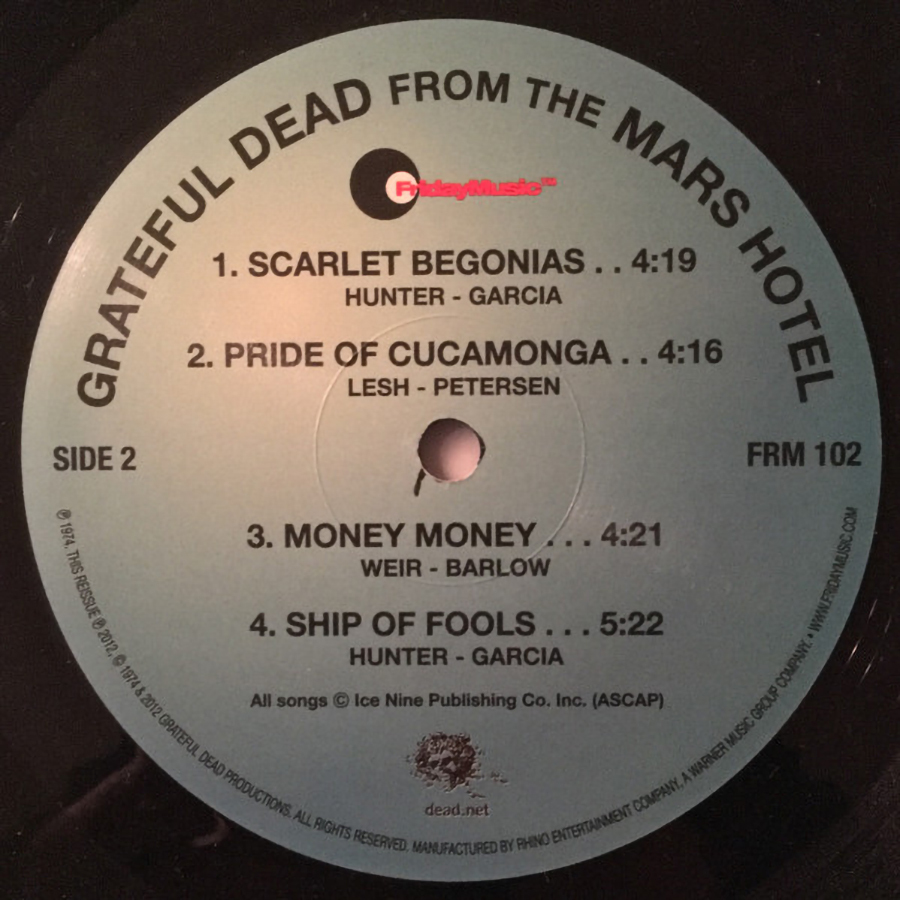 GRATEFUL DEAD FROM THE MARS HOTEL
FridayMusic™
1. SCARLET BEGONIAS . . 4:19
HUNTER - GARCIA
2. PRIDE OF CUCAMONGA . . 4:16
LESH - PETERSEN
SIDE 2
FRM 102
3. MONEY MONEY . . . 4:21
WEIR - BARLOW
4. SHIP OF FOOLS . . . 5:22
HUNTER - GARCIA
All songs © Ice Nine Publishing Co. Inc. (ASCAP)
dead.net
℗ 1974. THIS REISSUE ℗ 2012, © 1974 & 2012 GRATEFUL DEAD PRODUCTIONS. ALL RIGHTS RESERVED. MANUFACTURED BY RHINO ENTERTAINMENT COMPANY, A WARNER MUSIC GROUP COMPANY. • WWW.FRIDAYMUSIC.COM